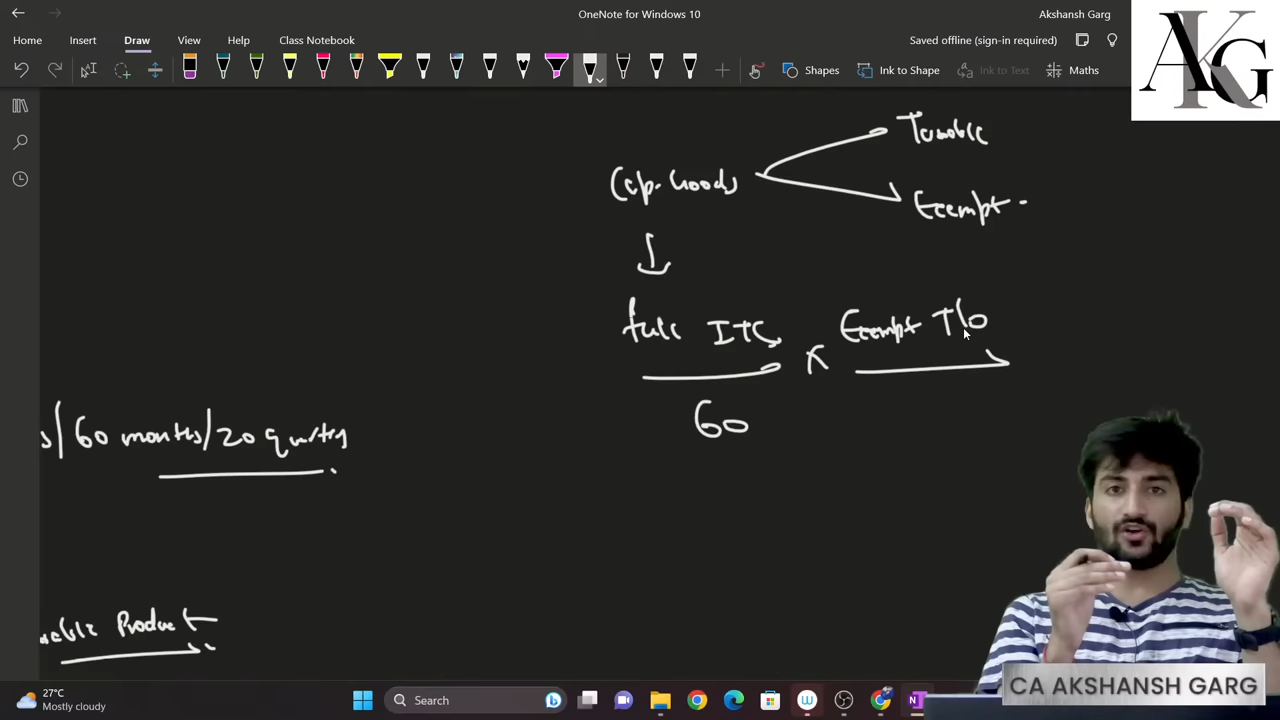 OneNote for Windows 10
Akshansh Garg
Home Insert Draw View Help Class Notebook
Saved offline (sign-in required)
Shapes Ink to Shape Ink to Text Maths
AKG
Taxable
Cap. Goods
Exempt
full ITC x Exempt T/o
60
s/60 months/20 quarters
able Product
CA AKSHANSH GARG
27°C
Mostly cloudy
Search